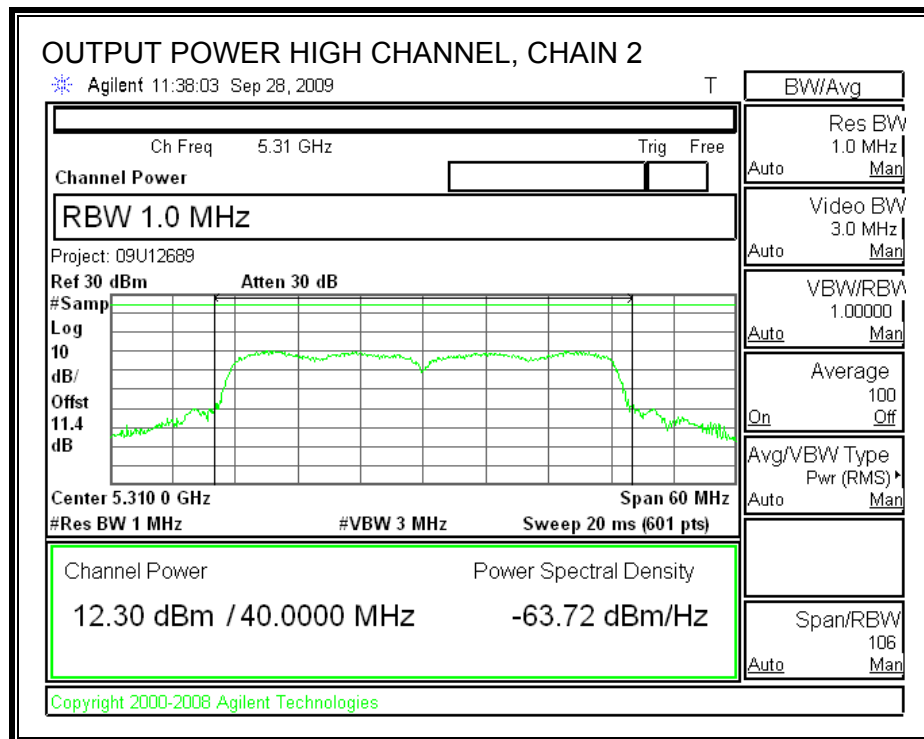 OUTPUT POWER HIGH CHANNEL, CHAIN 2
Agilent 11:38:03 Sep 28, 2009 T
Ch Freq 5.31 GHz Trig Free
Channel Power
RBW 1.0 MHz
Project: 09U12689
Ref 30 dBm Atten 30 dB
#Samp
Log
10
dB/
Offst
11.4
dB
Center 5.310 0 GHz Span 60 MHz
#Res BW 1 MHz #VBW 3 MHz Sweep 20 ms (601 pts)
Channel Power Power Spectral Density
12.30 dBm / 40.0000 MHz -63.72 dBm/Hz
Copyright 2000-2008 Agilent Technologies
BW/Avg
Res BW
1.0 MHz
Auto Man
Video BW
3.0 MHz
Auto Man
VBW/RBW
1.00000
Auto Man
Average
100
On Off
Avg/VBW Type
Pwr (RMS)
Auto Man
Span/RBW
106
Auto Man